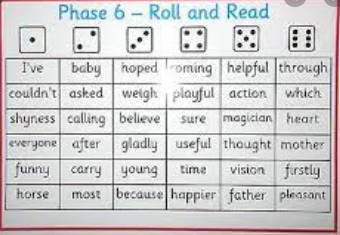 Phase 6 – Roll and Read
I've baby hoped coming helpful through
couldn't asked weigh playful action which
shyness calling believe sure magician heart
everyone after gladly useful thought mother
funny carry young time vision firstly
horse most because happier father pleasant